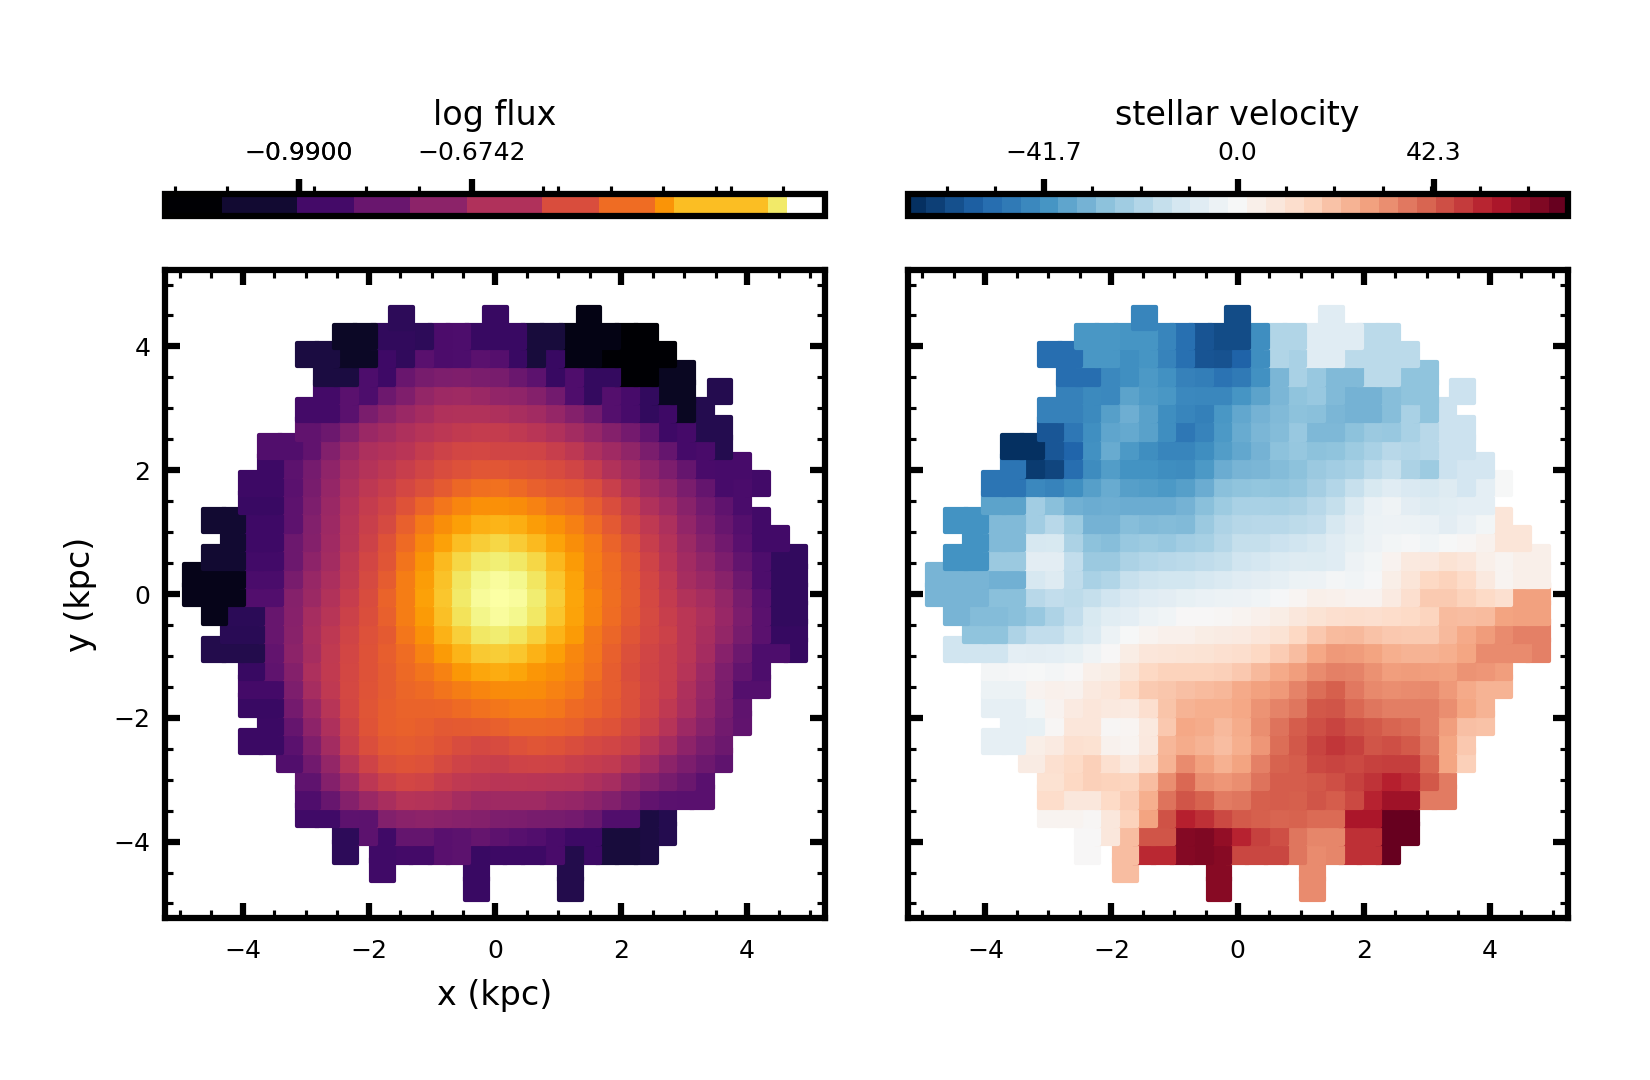 log flux
−0.9900 −0.6742
stellar velocity
−41.7 0.0 42.3
y (kpc)
4
2
0
−2
−4
−4 −2 0 2 4
x (kpc)
−4 −2 0 2 4